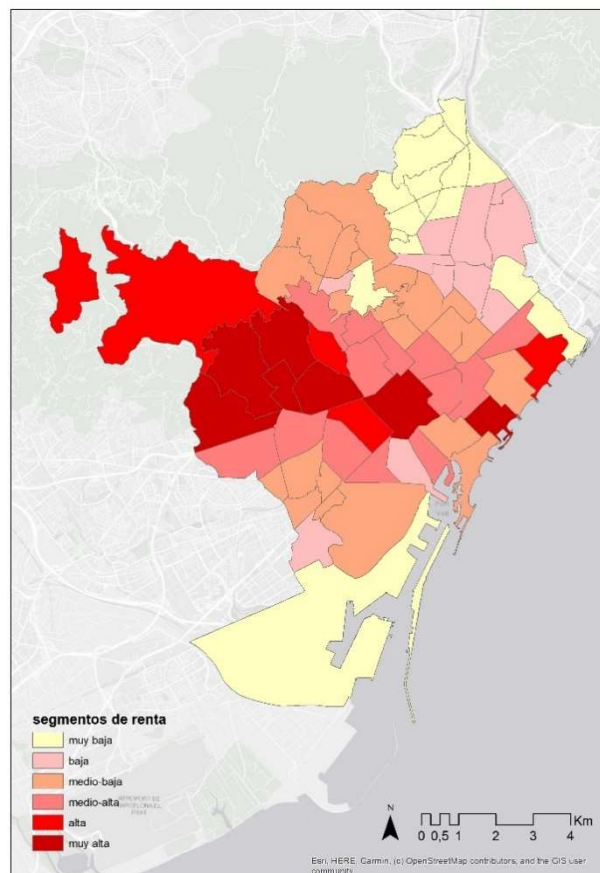 segmentos de renta
muy baja
baja
medio-baja
medio-alta
alta
muy alta
N
Km
0 0,5 1 2 3 4
Esri, HERE, Garmin, (c) OpenStreetMap contributors, and the GIS user
community